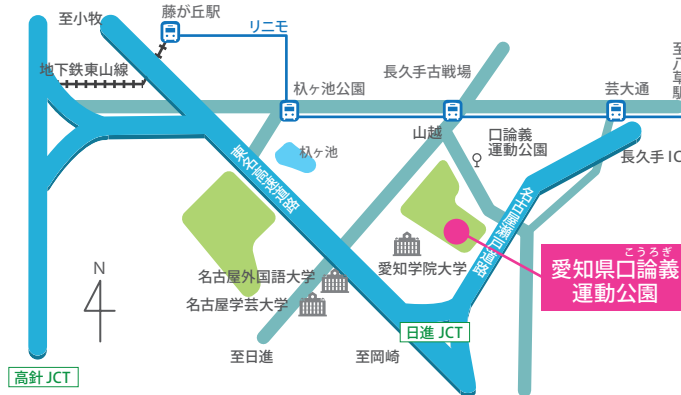 至小牧
藤が丘駅
リニモ
地下鉄東山線
杁ヶ池公園
長久手古戦場
芸大通
至八草駅
杁ヶ池
山越
口論義
運動公園
長久手 IC
東名高速道路
名古屋瀬戸道路
愛知学院大学
こうろぎ
愛知県口論義
運動公園
N
名古屋外国語大学
名古屋学芸大学
日進 JCT
至日進
至岡崎
高針 JCT